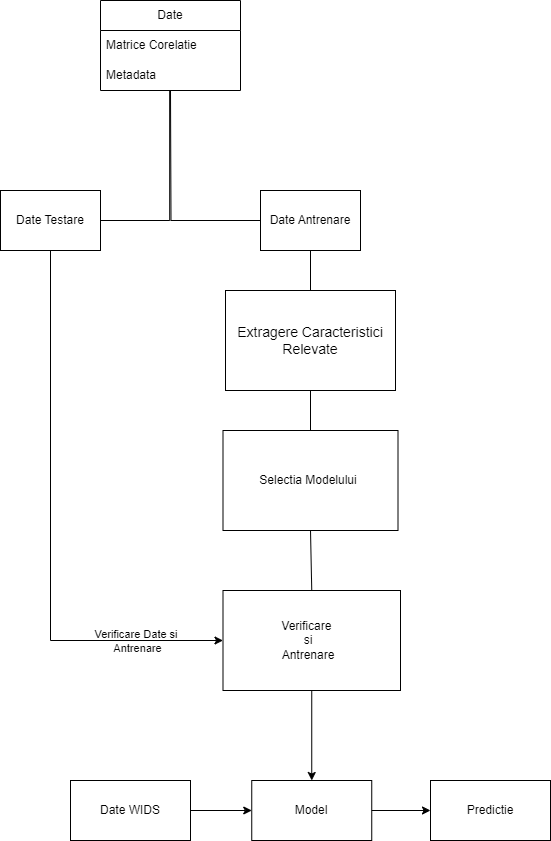 Date
Matrice Corelatie
Metadata
Date Testare
Date Antrenare
Extragere Caracteristici
Relevate
Selectia Modelului
Verificare
si
Antrenare
Verificare Date si
Antrenare
Date WIDS
Model
Predictie